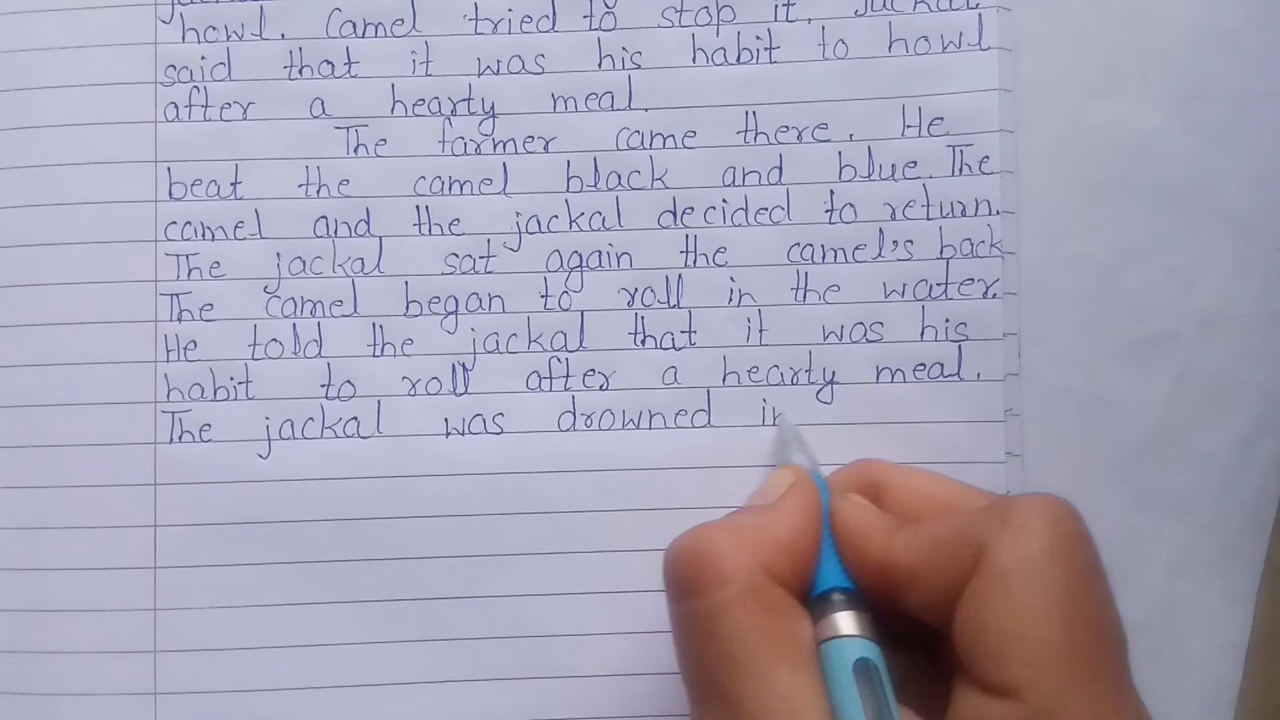 howl. Camel tried to stop it. Jackal
said that it was his habit to howl
after a hearty meal.
The farmer came there. He
beat the camel black and blue. The
camel and the jackal decided to return.
The jackal sat again the camel's back
The camel began to roll in the water.
He told the jackal that it was his
habit to roll after a hearty meal.
The jackal was drowned in